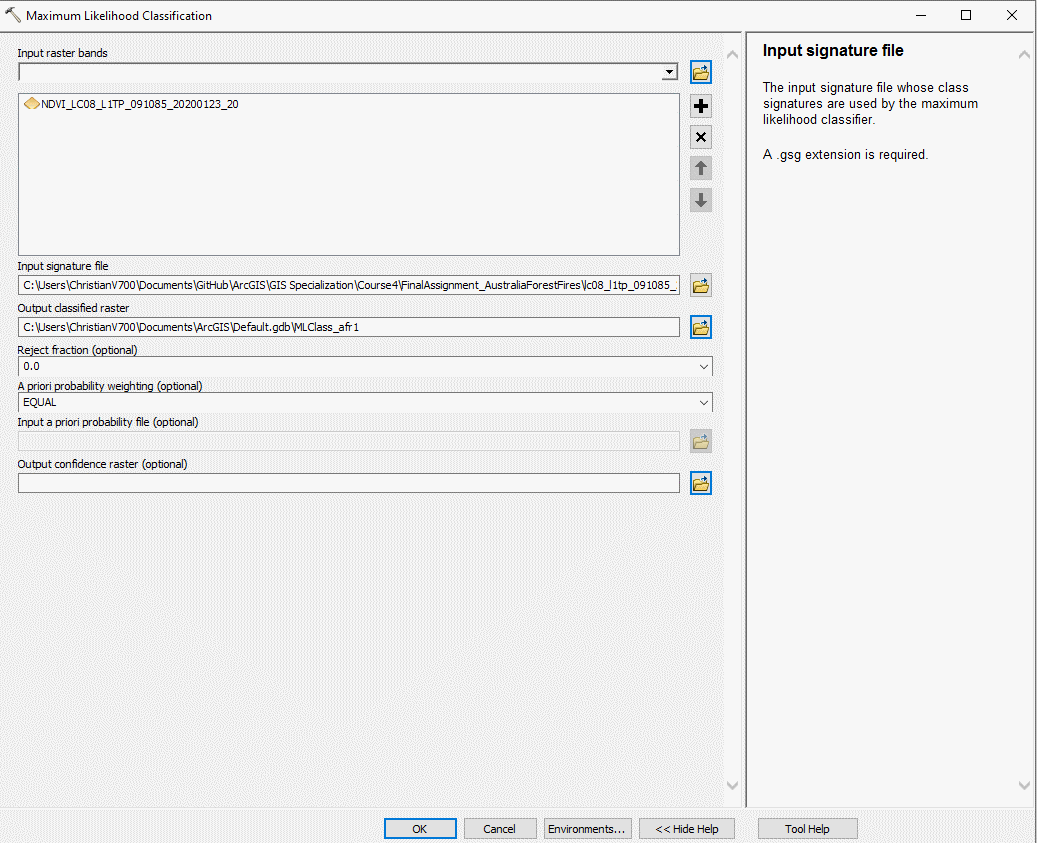 Maximum Likelihood Classification
Input raster bands
NDVI_LC08_L1TP_091085_20200123_20
Input signature file
C:\Users\ChristianV700\Documents\GitHub\ArcGIS\GIS Specialization\Course4\FinalAssignment_AustraliaForestFires\lc08_l1tp_091085_
Output classified raster
C:\Users\ChristianV700\Documents\ArcGIS\Default.gdb\MLClass_afr1
Reject fraction (optional)
0.0
A priori probability weighting (optional)
EQUAL
Input a priori probability file (optional)
Output confidence raster (optional)
Input signature file
The input signature file whose class
signatures are used by the maximum
likelihood classifier.
A .gsg extension is required.
OK
Cancel
Environments...
<< Hide Help
Tool Help